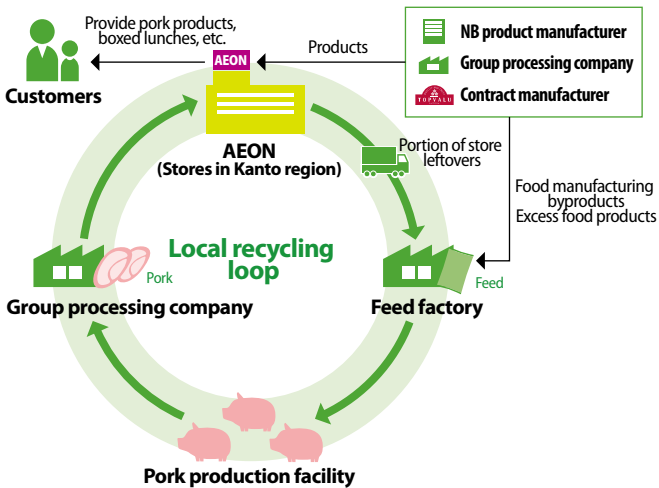 Provide pork products,
boxed lunches, etc.
Customers
AEON
Products
NB product manufacturer
Group processing company
TOPVALU
Contract manufacturer
AEON
(Stores in Kanto region)
Portion of store
leftovers
Food manufacturing
byproducts
Excess food products
Local recycling
loop
Pork
Group processing company
Feed
Feed factory
Pork production facility